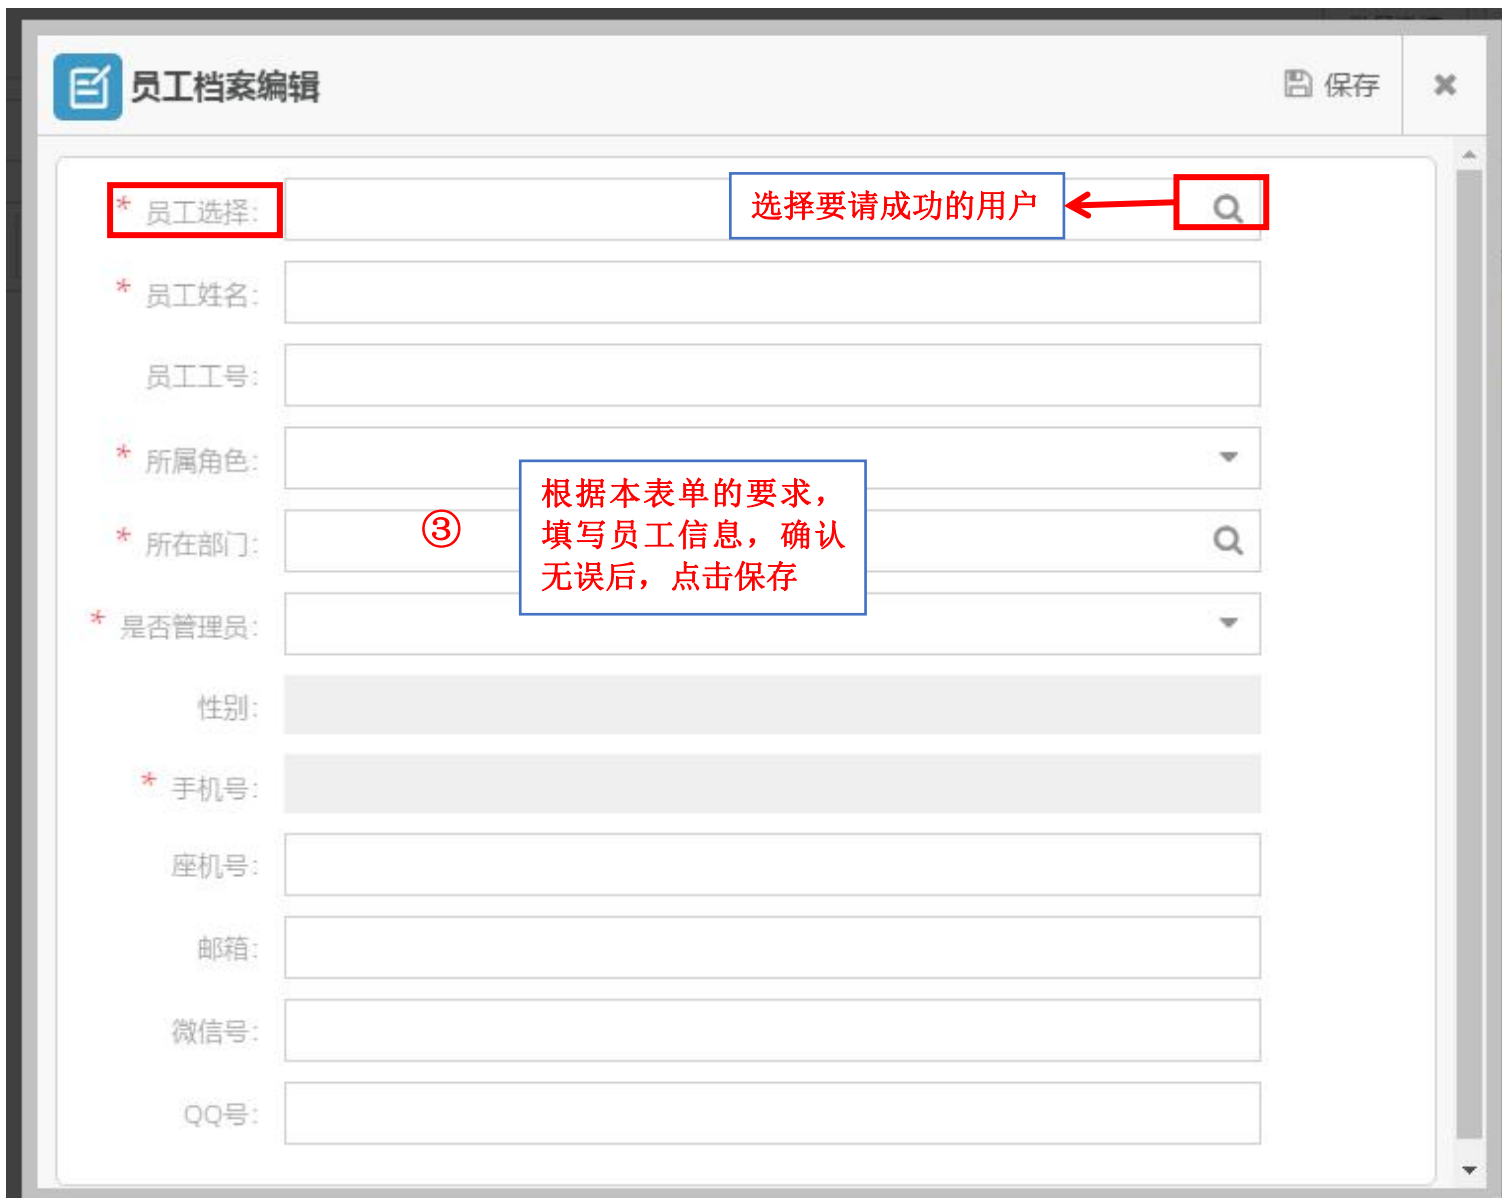 员工档案编辑
保存
* 员工选择:
选择要请成功的用户
* 员工姓名:
员工工号:
* 所属角色:
* 所在部门:
③
根据本表单的要求，
填写员工信息，确认
无误后，点击保存
* 是否管理员:
性别:
* 手机号:
座机号:
邮箱:
微信号:
QQ号: